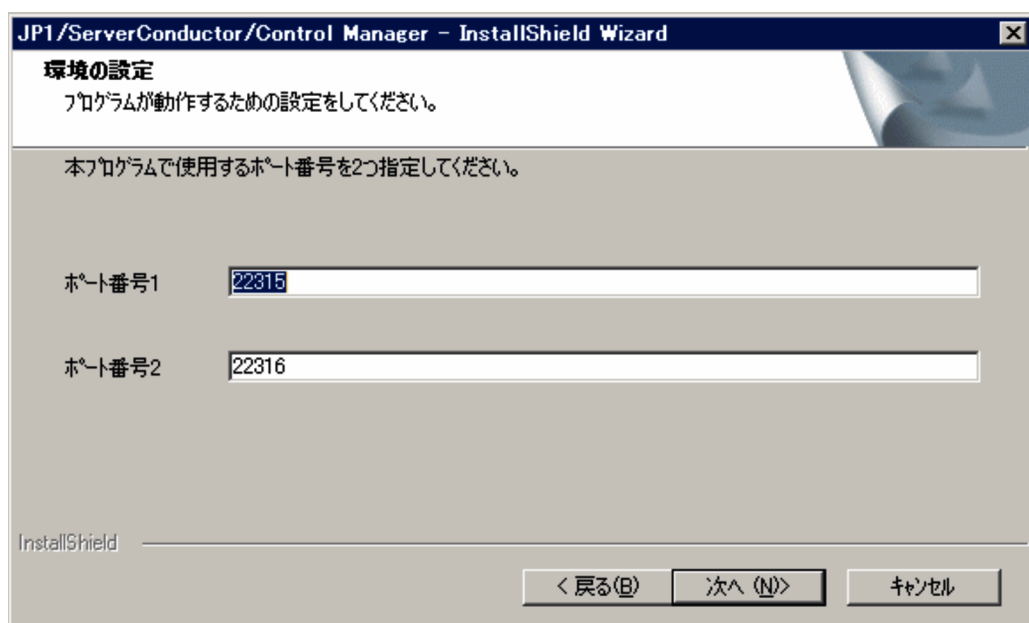 JP1/ServerConductor/Control Manager - InstallShield Wizard
環境の設定
プログラムが動作するための設定をしてください。
本プログラムで使用するポート番号を2つ指定してください。
ポート番号1
22315
ポート番号2
22316
InstallShield
< 戻る(B)
次へ (N)>
キャンセル